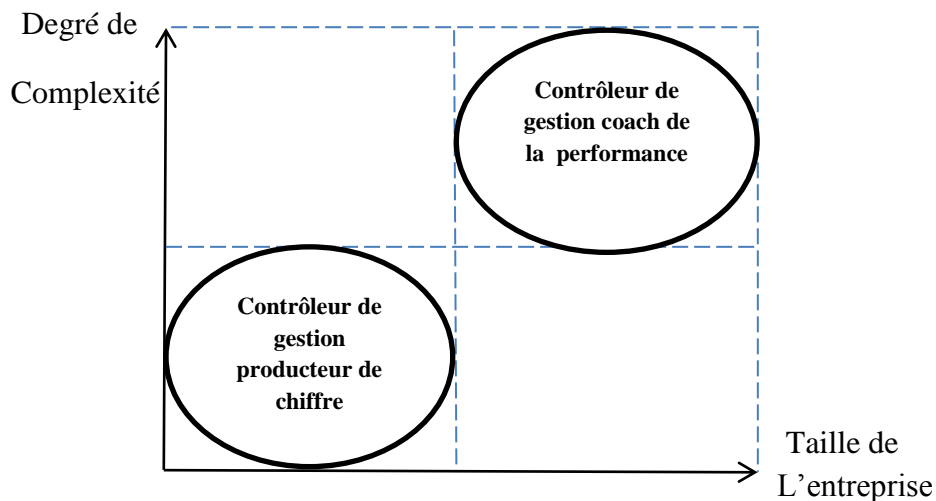 Degré de
Complexité
Contrôleur de
gestion coach de
la performance
Contrôleur de
gestion
producteur de
chiffre
Taille de
L’entreprise